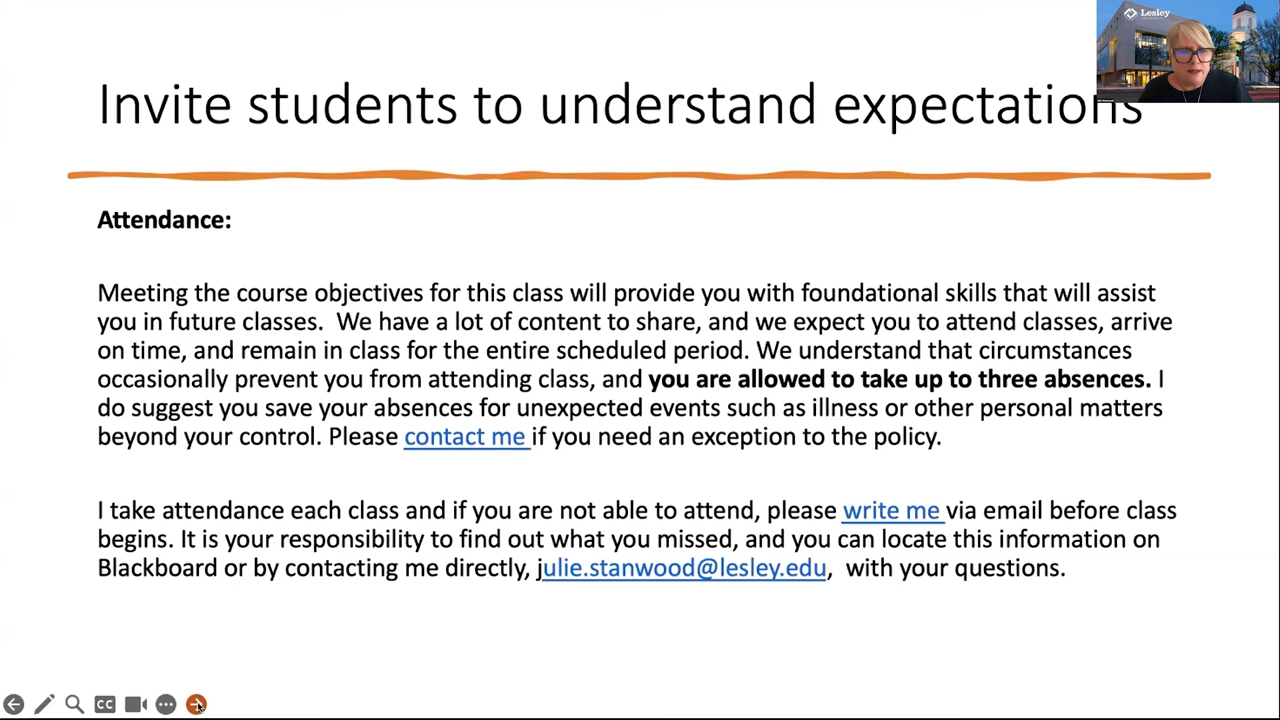 Lesley
Invite students to understand expectations
Attendance:
Meeting the course objectives for this class will provide you with foundational skills that will assist
you in future classes.  We have a lot of content to share, and we expect you to attend classes, arrive
on time, and remain in class for the entire scheduled period. We understand that circumstances
occasionally prevent you from attending class, and you are allowed to take up to three absences. I
do suggest you save your absences for unexpected events such as illness or other personal matters
beyond your control. Please contact me if you need an exception to the policy.
I take attendance each class and if you are not able to attend, please write me via email before class
begins. It is your responsibility to find out what you missed, and you can locate this information on
Blackboard or by contacting me directly, julie.stanwood@lesley.edu,  with your questions.
CC